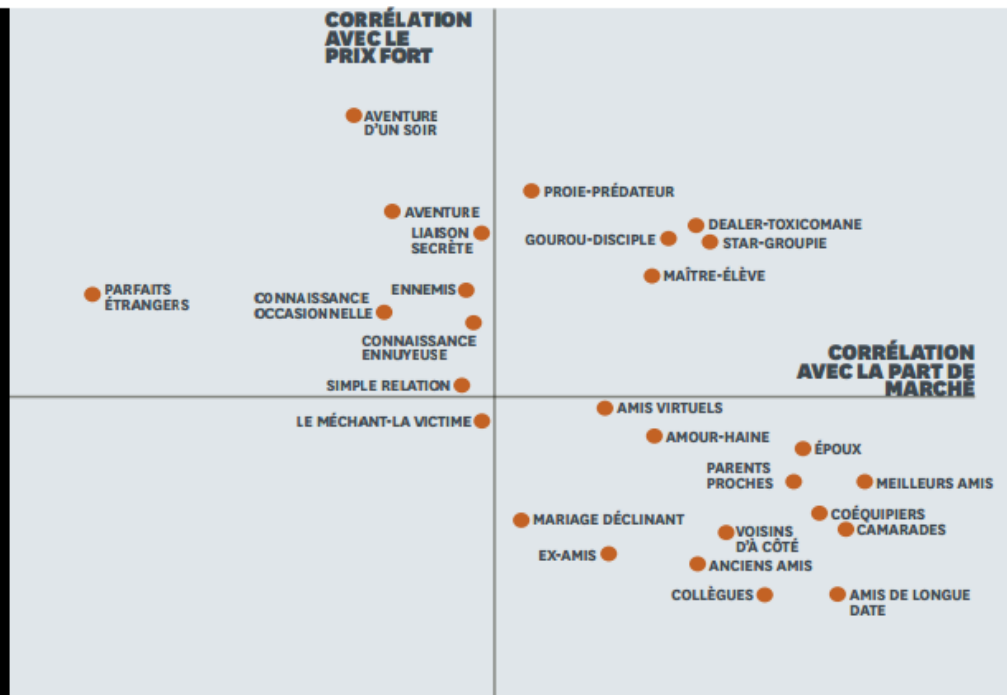 CORRÉLATION
AVEC LE
PRIX FORT
AVENTURE
D'UN SOIR
PROIE-PRÉDATEUR
AVENTURE
LIAISON
SECRÈTE
DEALER-TOXICOMANE
GOUROU-DISCIPLE
STAR-GROUPIE
MAÎTRE-ÉLÈVE
PARFAITS
ÉTRANGERS
ENNEMIS
CONNAISSANCE
OCCASIONNELLE
CONNAISSANCE
ENNUYEUSE
SIMPLE RELATION
CORRÉLATION
AVEC LA PART DE
MARCHÉ
LE MÉCHANT-LA VICTIME
AMIS VIRTUELS
AMOUR-HAINE
ÉPOUX
PARENTS
PROCHES
MEILLEURS AMIS
MARIAGE DÉCLINANT
COÉQUIPIERS
CAMARADES
VOISINS
D'À CÔTÉ
EX-AMIS
ANCIENS AMIS
COLLÈGUES
AMIS DE LONGUE
DATE